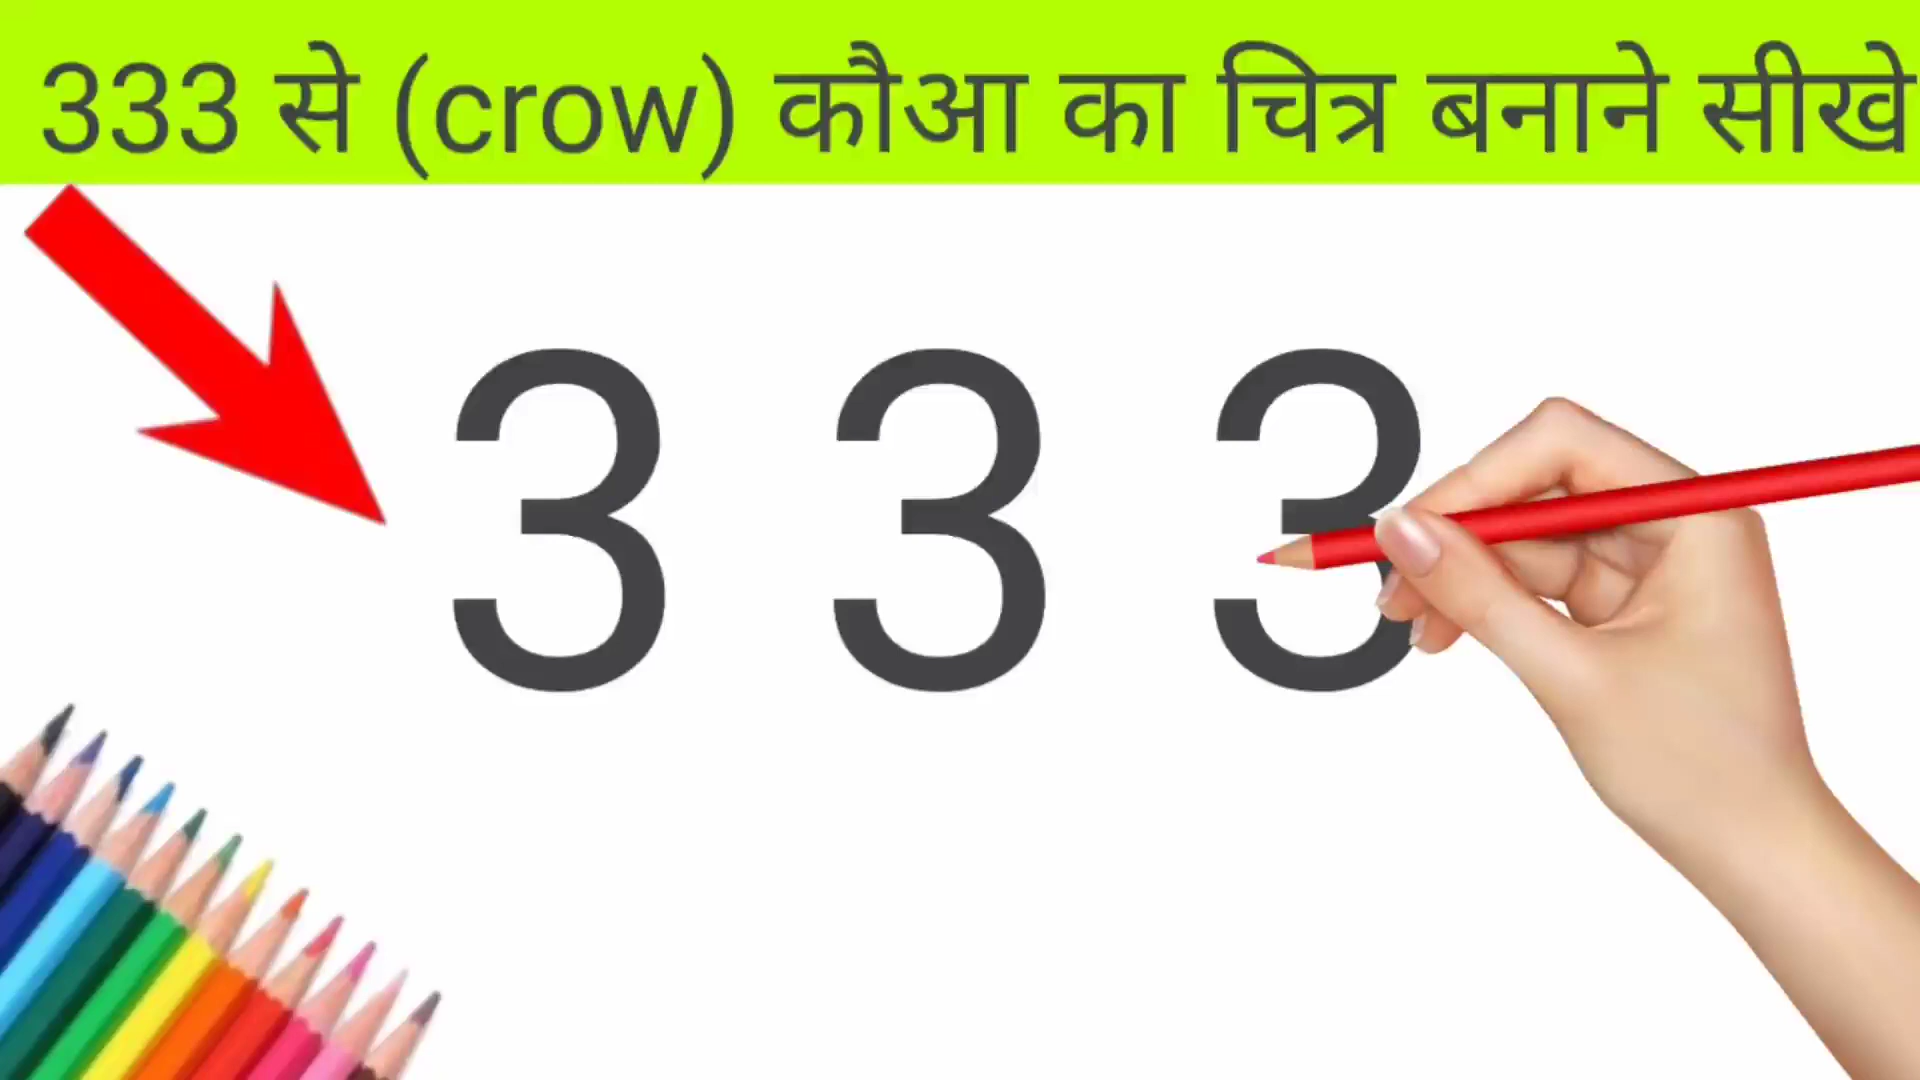 333 से (crow) कौआ का चित्र बनाने सीखे
3 3 3